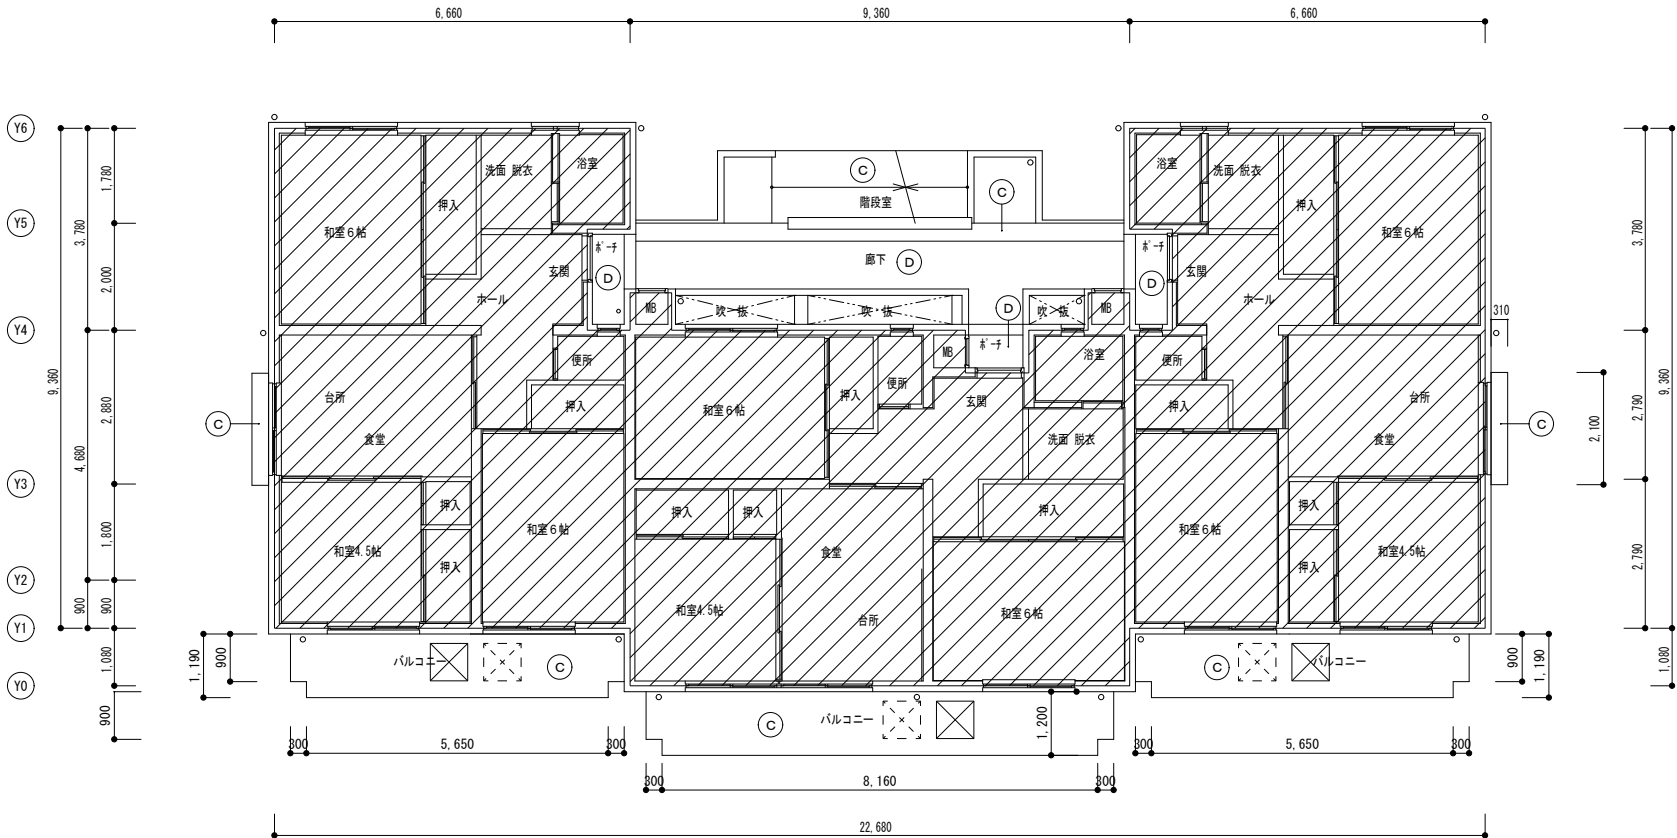 6,660
9,360
6,660
Y6
Y5
Y4
Y3
Y2
Y1
Y0
9,360
3,780
4,680
900
1,780
2,000
2,880
1,800
900
1,080
900
1,190
900
和室6帖
押入
洗面 脱衣
浴室
ポーチ
D
玄関
ホール
台所
食堂
便所
押入
C
和室4.5帖
押入
押入
和室6帖
バルコニー
C
300
5,650
300
C
階段室
C
廊下
D
MB
吹 抜
吹 抜
D
吹 抜
MB
和室6帖
押入
便所
MB
ポーチ
玄関
浴室
洗面 脱衣
押入
押入
押入
食堂
和室4.5帖
台所
和室6帖
C
バルコニー
1,200
300
8,160
300
浴室
洗面 脱衣
押入
和室6帖
ポーチ
D
玄関
ホール
便所
押入
台所
食堂
C
和室6帖
押入
押入
和室4.5帖
C
バルコニー
300
5,650
300
310
2,100
3,780
2,790
2,790
9,360
900
1,190
1,080
22,680